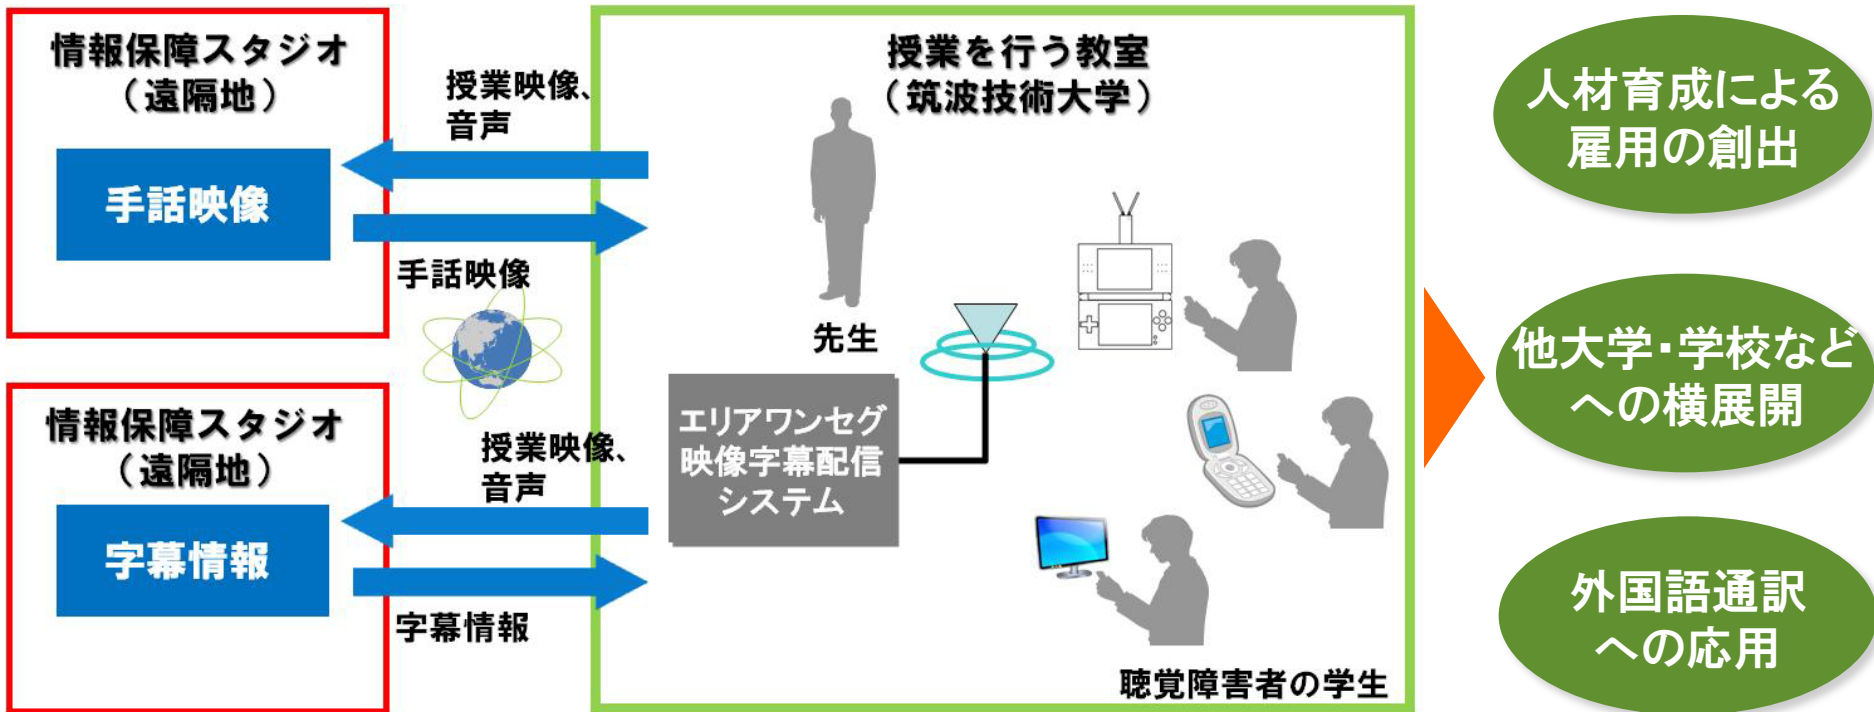 情報保障スタジオ
（遠隔地）
手話映像
授業映像、
音声
手話映像
情報保障スタジオ
（遠隔地）
字幕情報
授業映像、
音声
字幕情報
授業を行う教室
（筑波技術大学）
先生
エリアワンセグ
映像字幕配信
システム
聴覚障害者の学生
人材育成による
雇用の創出
他大学・学校など
への横展開
外国語通訳
への応用